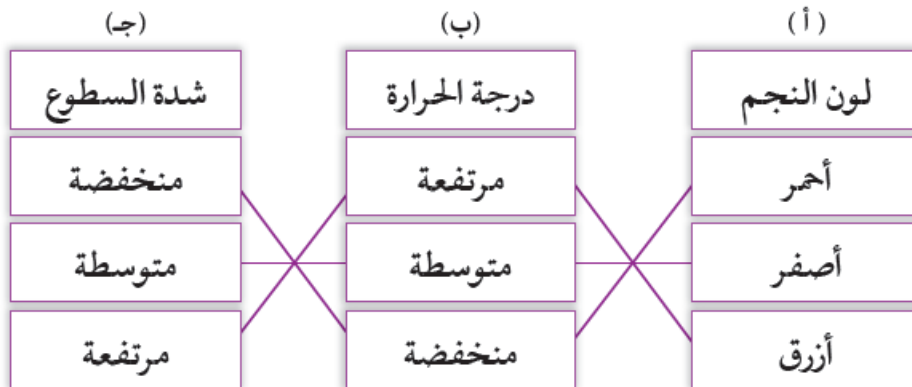 (أ) (ب) (جـ)
لون النجم درجة الحرارة شدة السطوع
أحمر مرتفعة منخفضة
أصفر متوسطة متوسطة
أزرق منخفضة مرتفعة